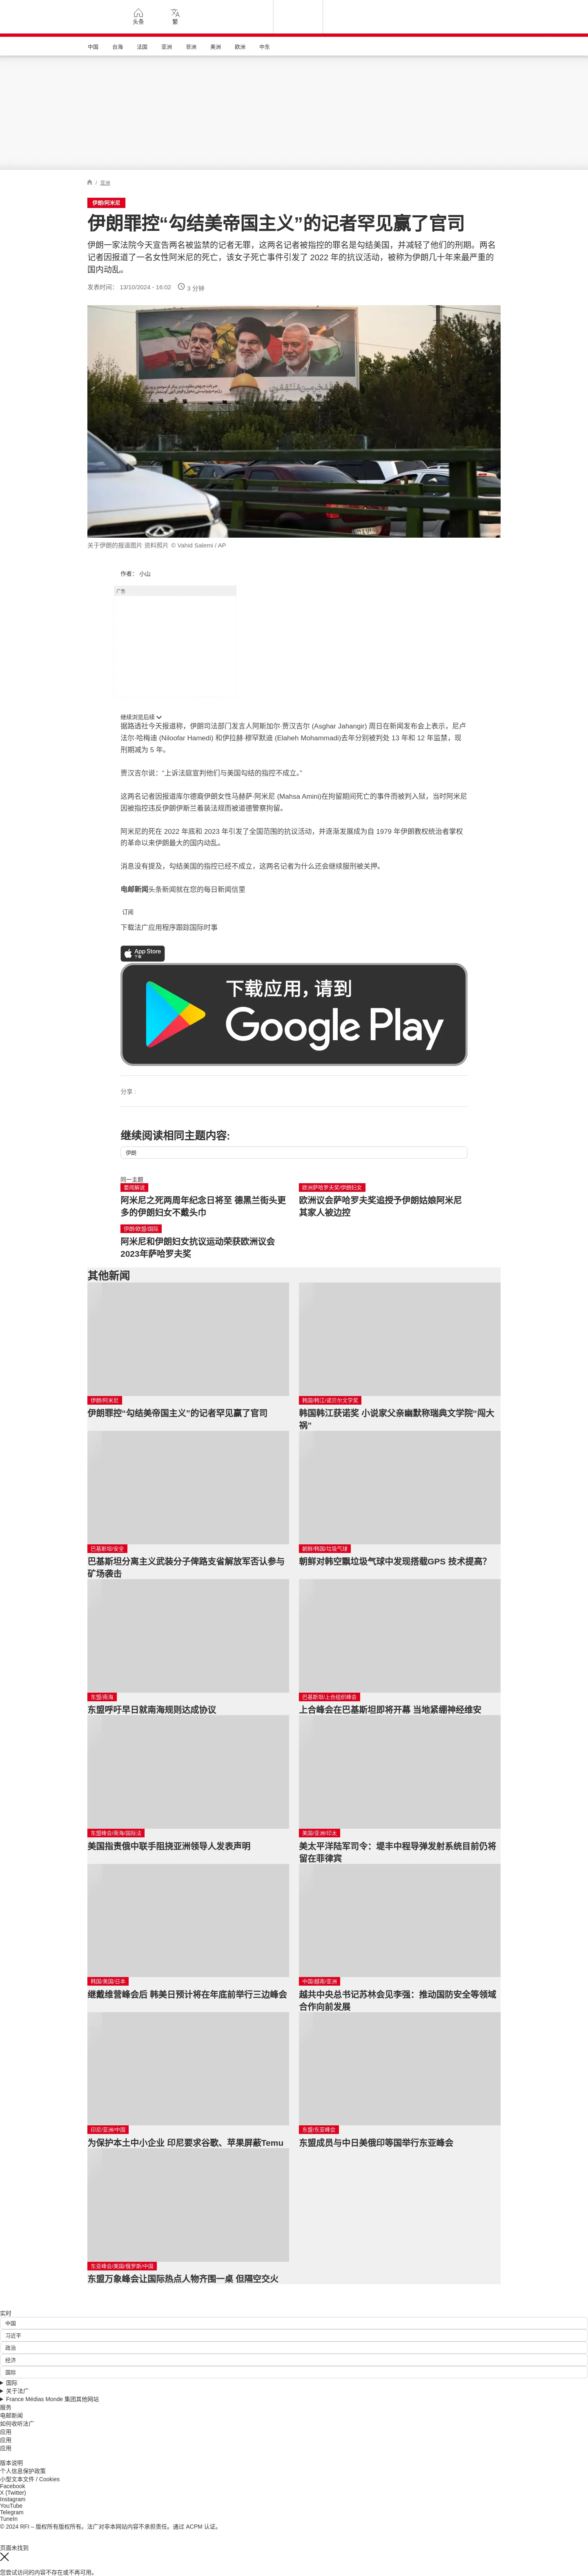 头条
繁
中国
台海
法国
亚洲
非洲
美洲
欧洲
中东
/ 亚洲
伊朗/阿米尼
伊朗罪控“勾结美帝国主义”的记者罕见赢了官司
伊朗一家法院今天宣告两名被监禁的记者无罪，这两名记者被指控的罪名是勾结美国，并减轻了他们的刑期。两名
记者因报道了一名女性阿米尼的死亡，该女子死亡事件引发了 2022 年的抗议活动，被称为伊朗几十年来最严重的
国内动乱。
发表时间： 13/10/2024 - 16:02
3 分钟
关于伊朗的报道图片 资料照片 © Vahid Salemi / AP
作者： 小山
广告
继续浏览后续
据路透社今天报道称，伊朗司法部门发言人阿斯加尔·贾汉吉尔 (Asghar Jahangir) 周日在新闻发布会上表示，尼卢
法尔·哈梅迪 (Niloofar Hamedi) 和伊拉赫·穆罕默迪 (Elaheh Mohammadi)去年分别被判处 13 年和 12 年监禁，现
刑期减为 5 年。
贾汉吉尔说：“上诉法庭宣判他们与美国勾结的指控不成立。”
这两名记者因报道库尔德裔伊朗女性马赫萨·阿米尼 (Mahsa Amini)在拘留期间死亡的事件而被判入狱，当时阿米尼
因被指控违反伊朗伊斯兰着装法规而被道德警察拘留。
阿米尼的死在 2022 年底和 2023 年引发了全国范围的抗议活动，并逐渐发展成为自 1979 年伊朗教权统治者掌权
的革命以来伊朗最大的国内动乱。
消息没有提及，勾结美国的指控已经不成立，这两名记者为什么还会继续服刑被关押。
电邮新闻头条新闻就在您的每日新闻信里
订阅
下载法广应用程序跟踪国际时事
App Store
下载
下载应用，请到
Google Play
分享 :
继续阅读相同主题内容:
伊朗
同一主题
要闻解说
阿米尼之死两周年纪念日将至 德黑兰街头更
多的伊朗妇女不戴头巾
欧洲萨哈罗夫奖/伊朗妇女
欧洲议会萨哈罗夫奖追授予伊朗姑娘阿米尼
其家人被边控
伊朗/欧盟/国际
阿米尼和伊朗妇女抗议运动荣获欧洲议会
2023年萨哈罗夫奖
其他新闻
伊朗/阿米尼
伊朗罪控“勾结美帝国主义”的记者罕见赢了官司
韩国/韩江/诺贝尔文学奖
韩国韩江获诺奖 小说家父亲幽默称瑞典文学院“闯大
祸”
巴基斯坦/安全
巴基斯坦分离主义武装分子俾路支省解放军否认参与
矿场袭击
朝鲜/韩国/垃圾气球
朝鲜对韩空飘垃圾气球中发现搭载GPS 技术提高？
东盟/南海
东盟呼吁早日就南海规则达成协议
巴基斯坦/上合组织峰会
上合峰会在巴基斯坦即将开幕 当地紧绷神经维安
东盟峰会/南海/国际法
美国指责俄中联手阻挠亚洲领导人发表声明
美国/亚洲/印太
美太平洋陆军司令：堤丰中程导弹发射系统目前仍将
留在菲律宾
韩国/美国/日本
继戴维营峰会后 韩美日预计将在年底前举行三边峰会
中国/越南/亚洲
越共中央总书记苏林会见李强：推动国防安全等领域
合作向前发展
印尼/亚洲/中国
为保护本土中小企业 印尼要求谷歌、苹果屏蔽Temu
东盟/东亚峰会
东盟成员与中日美俄印等国举行东亚峰会
东亚峰会/美国/俄罗斯/中国
东盟万象峰会让国际热点人物齐围一桌 但隔空交火
实时
中国
习近平
政治
经济
国际
国际
关于法广
France Médias Monde 集团其他网站
服务
电邮新闻
如何收听法广
应用
应用
应用
版本说明
个人信息保护政策
小型文本文件 / Cookies
Facebook
X (Twitter)
Instagram
YouTube
Telegram
TuneIn
© 2024 RFI – 版权所有版权所有。法广对非本网站内容不承担责任。通过 ACPM 认证。
页面未找到
您尝试访问的内容不存在或不再可用。